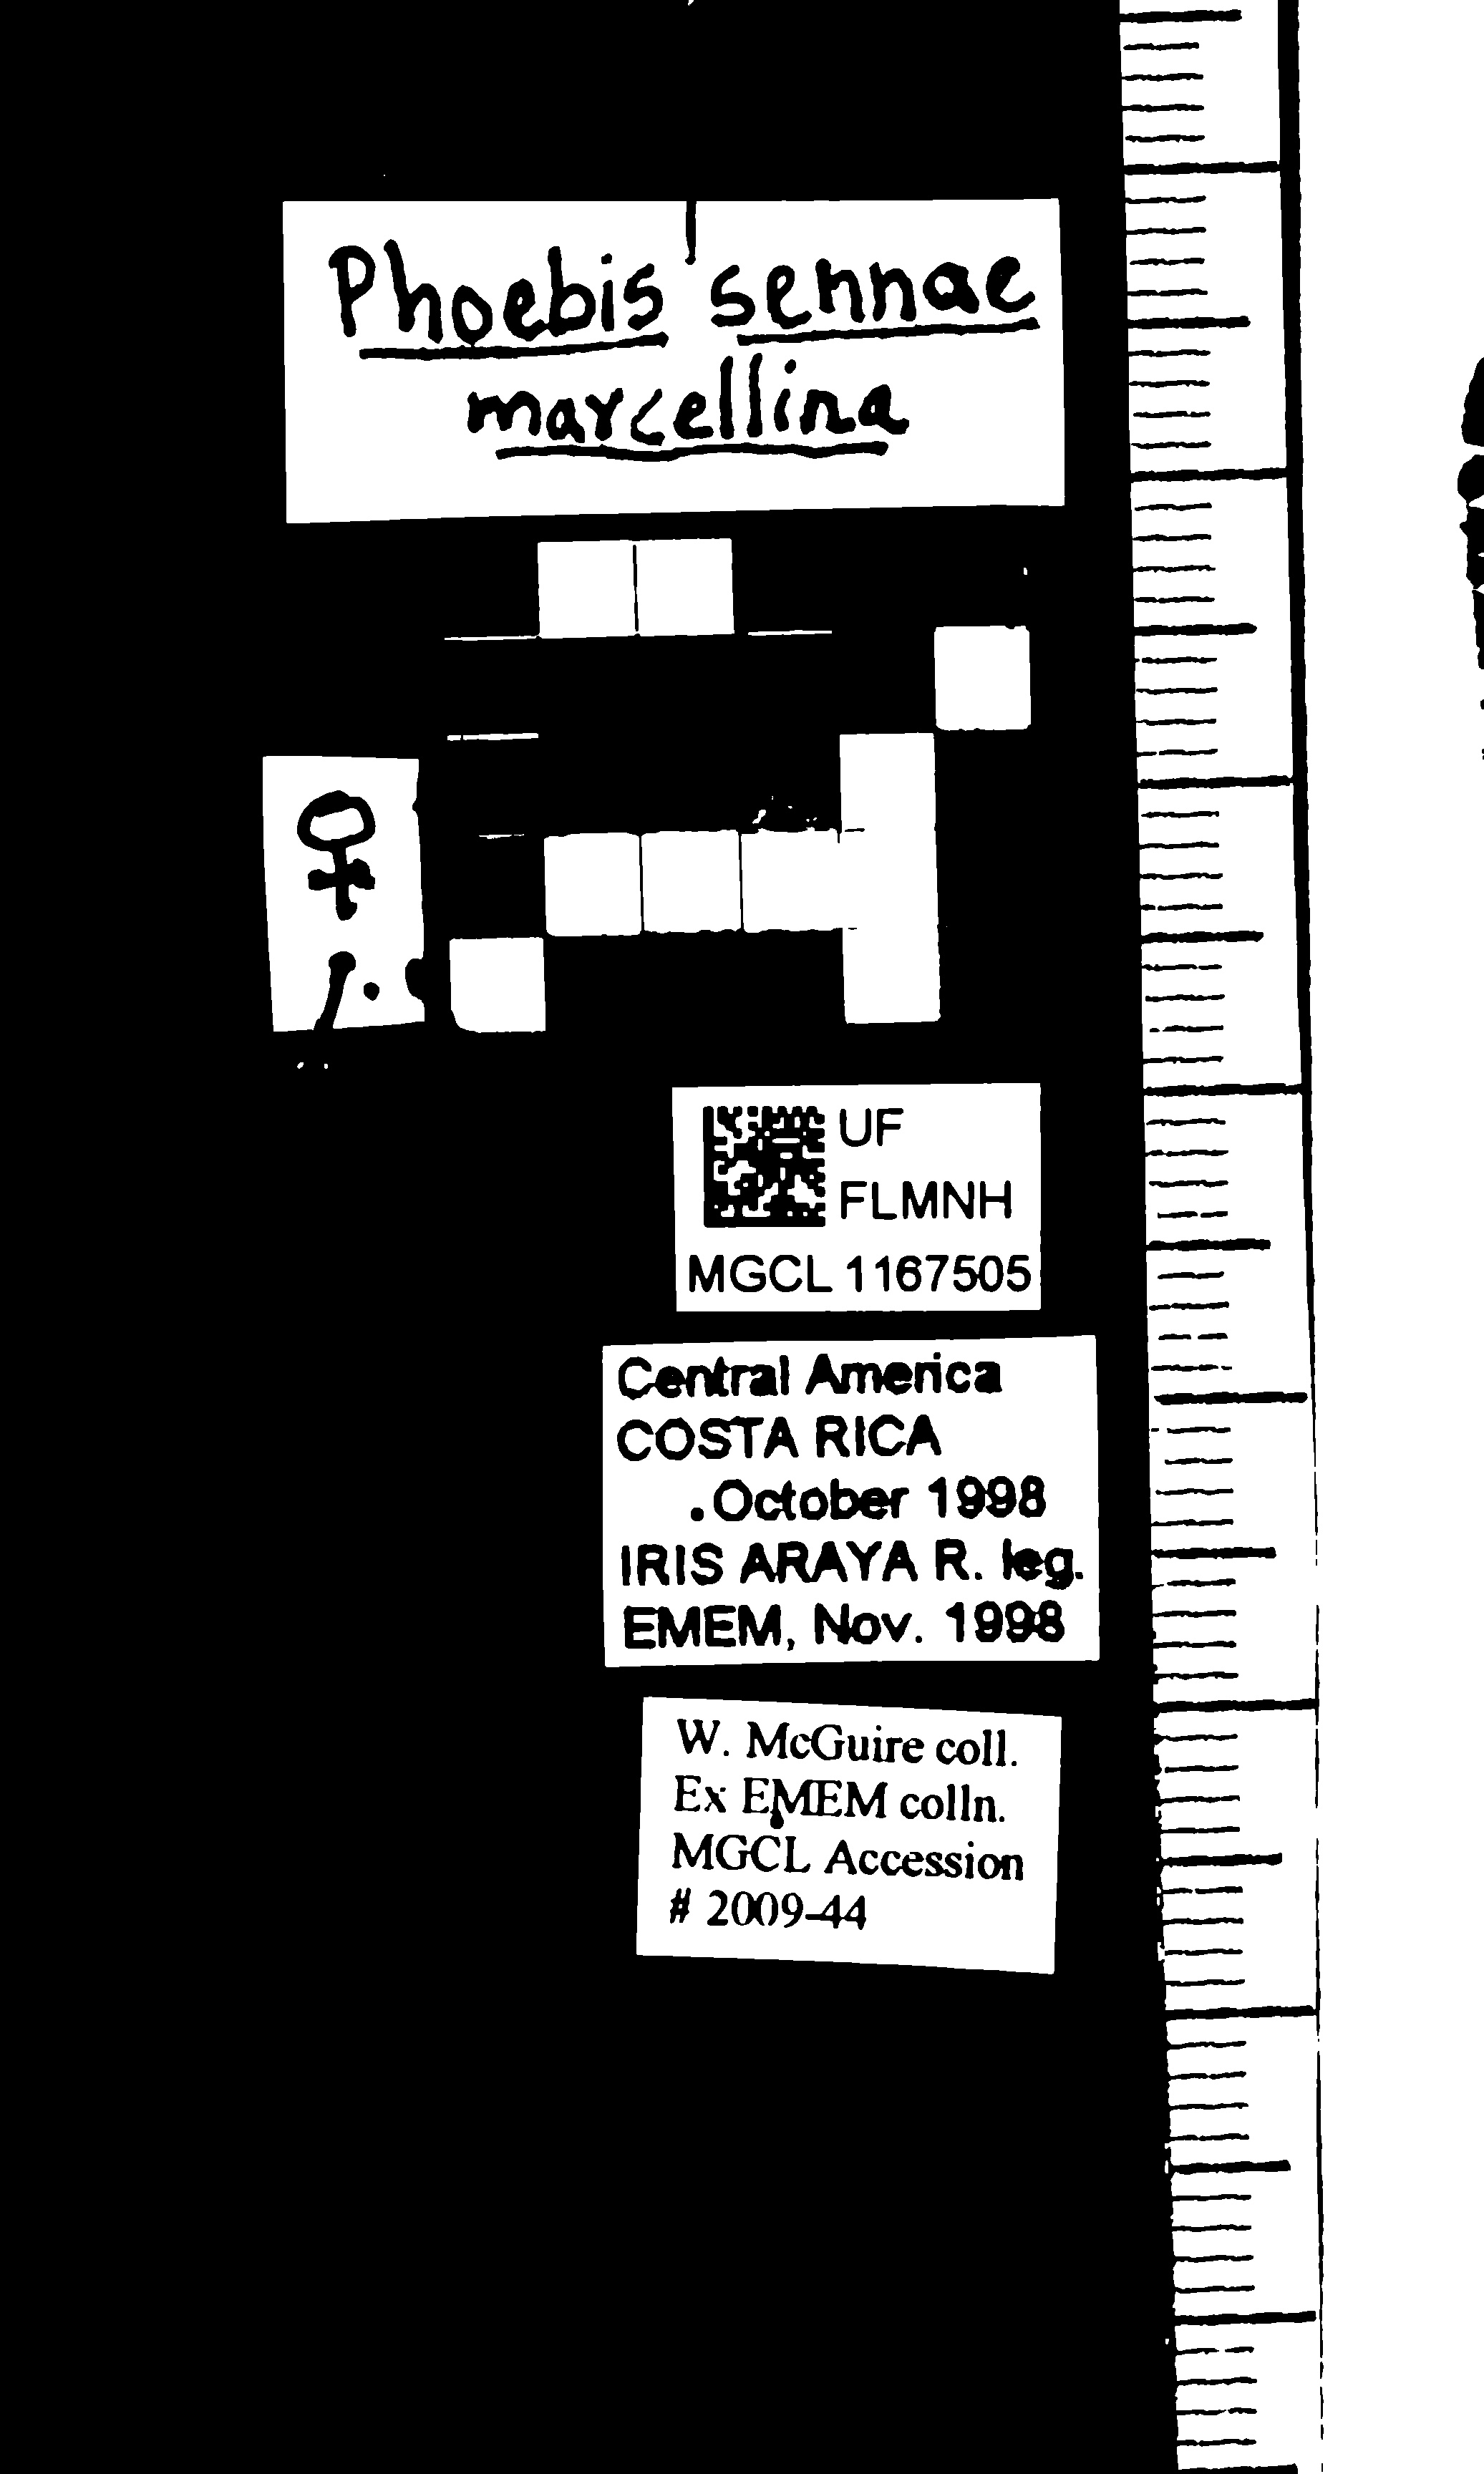 Phoebis sennae
marcellina
♀
UF
FLMNH
MGCL 1167505
Central America
COSTA RICA
. October 1998
IRIS ARAYA R. leg.
EMEM, Nov. 1998
W. McGuire coll.
Ex EMEM colln.
MGCL Accession
# 2009-44